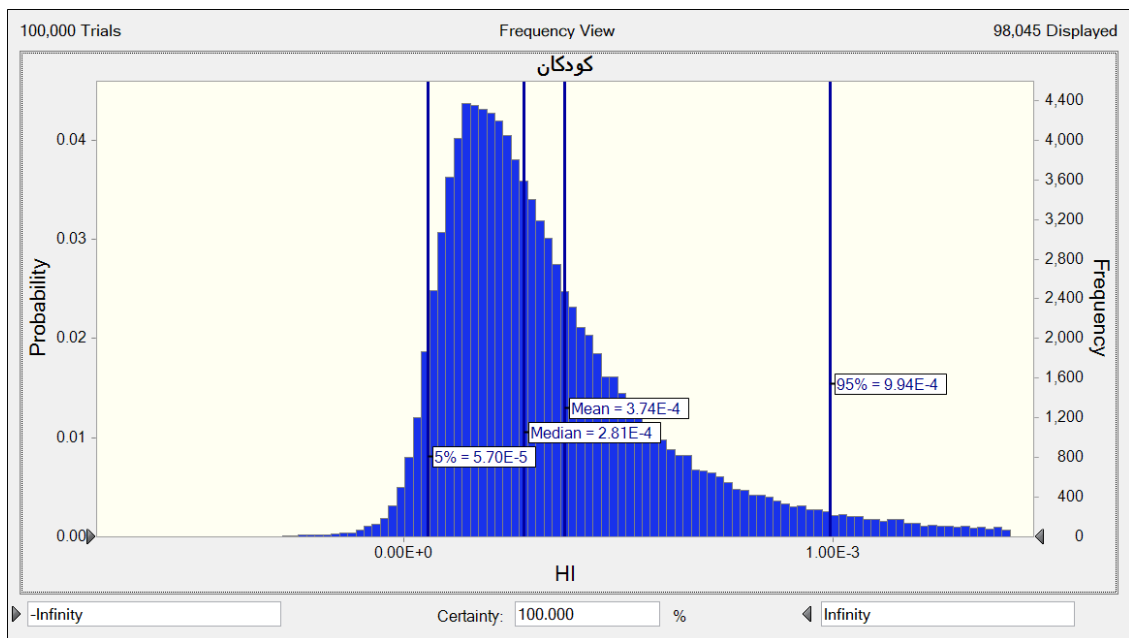 100,000 Trials
Frequency View
98,045 Displayed
کودکان
Probability
0.04
0.03
0.02
0.01
0.00
4,400
4,000
3,600
3,200
2,800
2,400
2,000
1,600
1,200
800
400
0
Frequency
95% = 9.94E-4
Mean = 3.74E-4
Median = 2.81E-4
5% = 5.70E-5
0.00E+0
1.00E-3
HI
-Infinity
Certainty:
100.000
%
Infinity